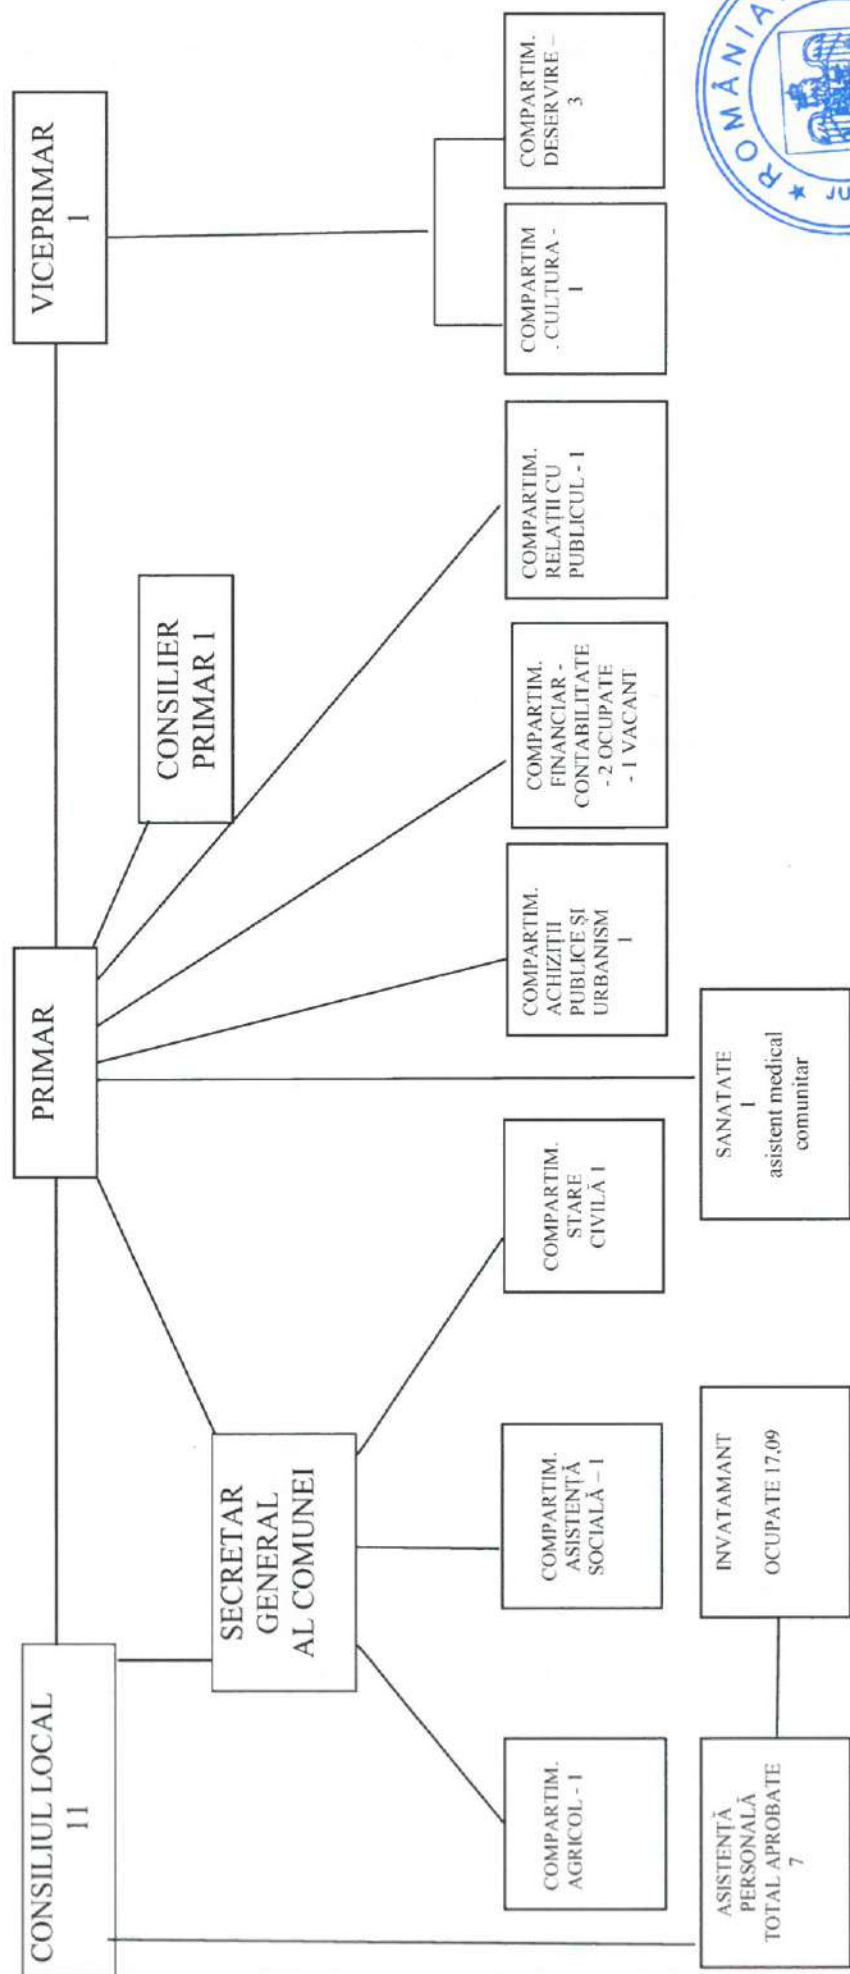 CONSILIUL LOCAL
11
PRIMAR
VICEPRIMAR
1
CONSILIER
PRIMAR 1
SECRETAR
GENERAL
AL COMUNEI
COMPARTIM.
AGRICOL - 1
COMPARTIM.
ASISTENȚĂ
SOCIALĂ – 1
COMPARTIM.
STARE
CIVILĂ 1
COMPARTIM.
ACHIZIȚII
PUBLICE ȘI
URBANISM
1
COMPARTIM.
FINANCIAR -
CONTABILITATE
- 2 OCUPATE
- 1 VACANT
COMPARTIM.
RELAȚII CU
PUBLICUL - 1
COMPARTIM
. CULTURA -
1
COMPARTIM.
DESERVIRE –
3
ASISTENȚĂ
PERSONALĂ
TOTAL APROBATE
7
INVATAMANT
OCUPATE 17,09
SANATATE
1
asistent medical
comunitar
* ROMÂNIA